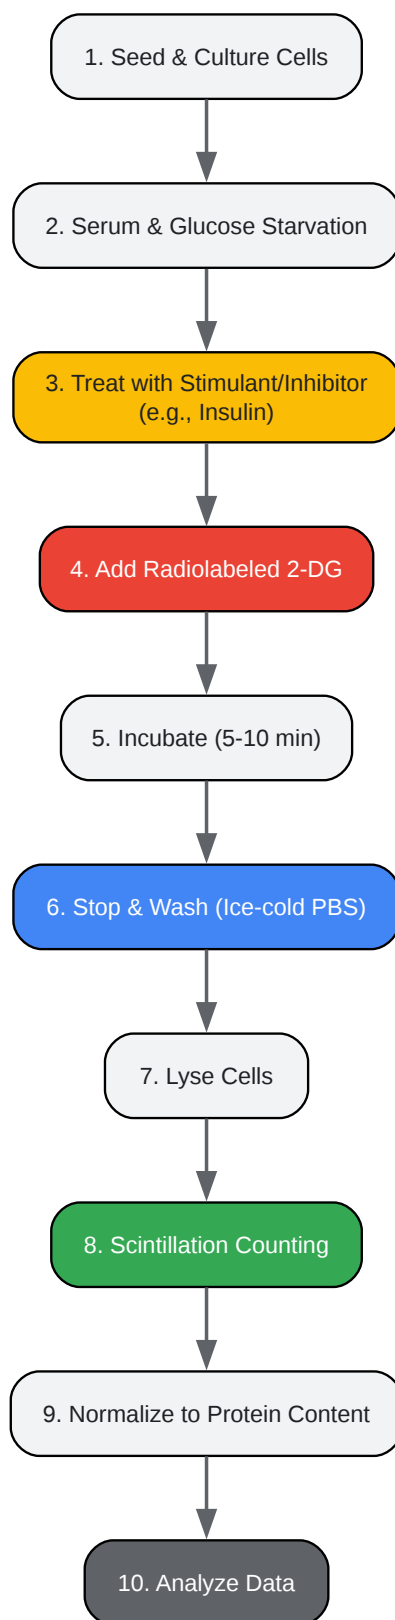 1. Seed & Culture Cells
2. Serum & Glucose Starvation
3. Treat with Stimulant/Inhibitor
(e.g., Insulin)
4. Add Radiolabeled 2-DG
5. Incubate (5-10 min)
6. Stop & Wash (Ice-cold PBS)
7. Lyse Cells
8. Scintillation Counting
9. Normalize to Protein Content
10. Analyze Data